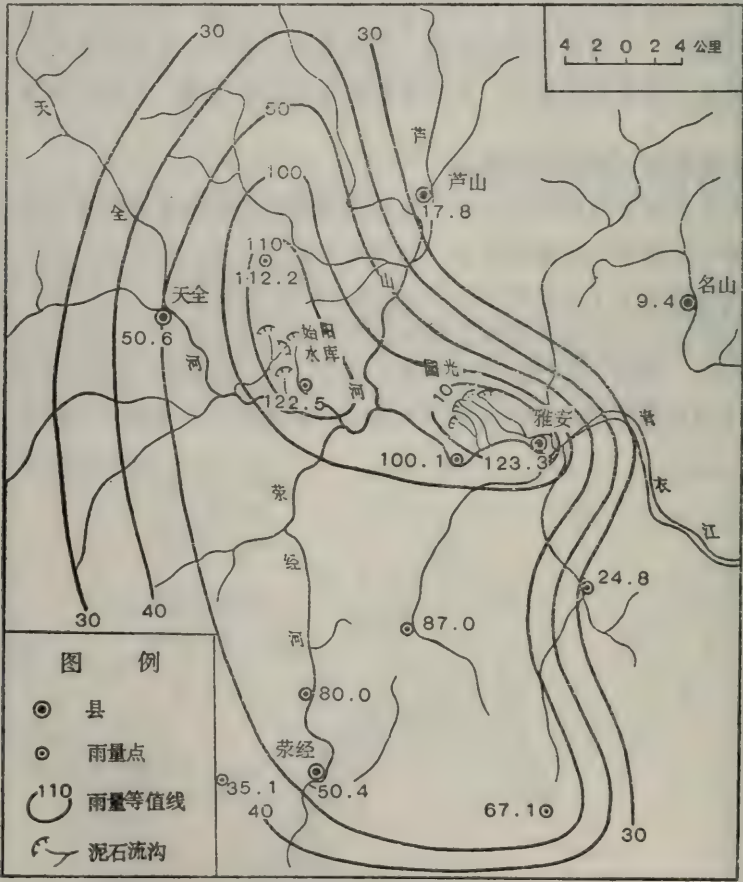 30
30
4 2 0 2 4 公里
天
芦
50
100
芦山
17.8
全
110
112.2
山
天全
50.6
名山
9.4
始阳
水库
河
122.5
河
雅安
青
衣
江
10
100.1
123.3
荥
经
河
24.8
87.0
30
40
80.0
荥经
50.4
35.1
40
67.1
30
图 例
县
雨量点
110
雨量等值线
泥石流沟